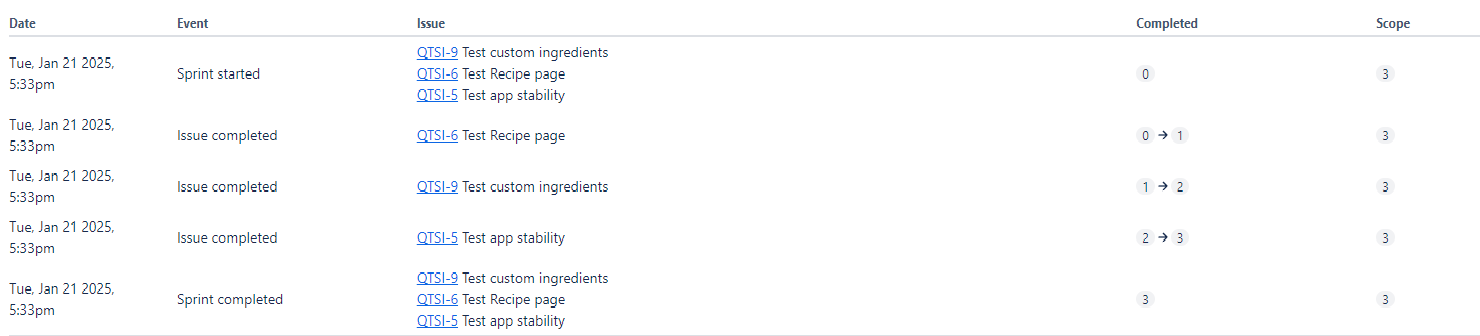 Date Event Issue Completed Scope
Tue, Jan 21 2025, 5:33pm Sprint started QTSI-9 Test custom ingredients 0 3
QTSI-6 Test Recipe page
QTSI-5 Test app stability
Tue, Jan 21 2025, 5:33pm Issue completed QTSI-6 Test Recipe page 0 → 1 3
Tue, Jan 21 2025, 5:33pm Issue completed QTSI-9 Test custom ingredients 1 → 2 3
Tue, Jan 21 2025, 5:33pm Issue completed QTSI-5 Test app stability 2 → 3 3
Tue, Jan 21 2025, 5:33pm Sprint completed QTSI-9 Test custom ingredients 3 3
QTSI-6 Test Recipe page
QTSI-5 Test app stability